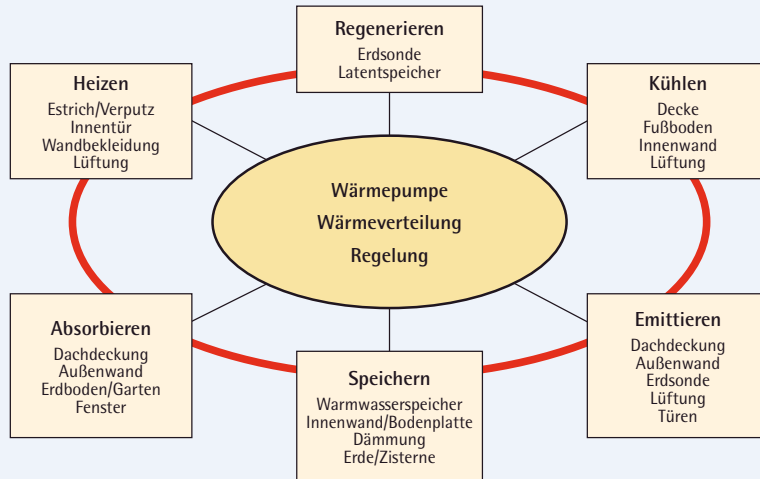 Regenerieren
Erdsonde
Latentspeicher
Heizen
Estrich/Verputz
Innentür
Wandbekleidung
Lüftung
Kühlen
Decke
Fußboden
Innenwand
Lüftung
Wärmepumpe
Wärmeverteilung
Regelung
Absorbieren
Dachdeckung
Außenwand
Erdboden/Garten
Fenster
Speichern
Warmwasserspeicher
Innenwand/Bodenplatte
Dämmung
Erde/Zisterne
Emittieren
Dachdeckung
Außenwand
Erdsonde
Lüftung
Türen